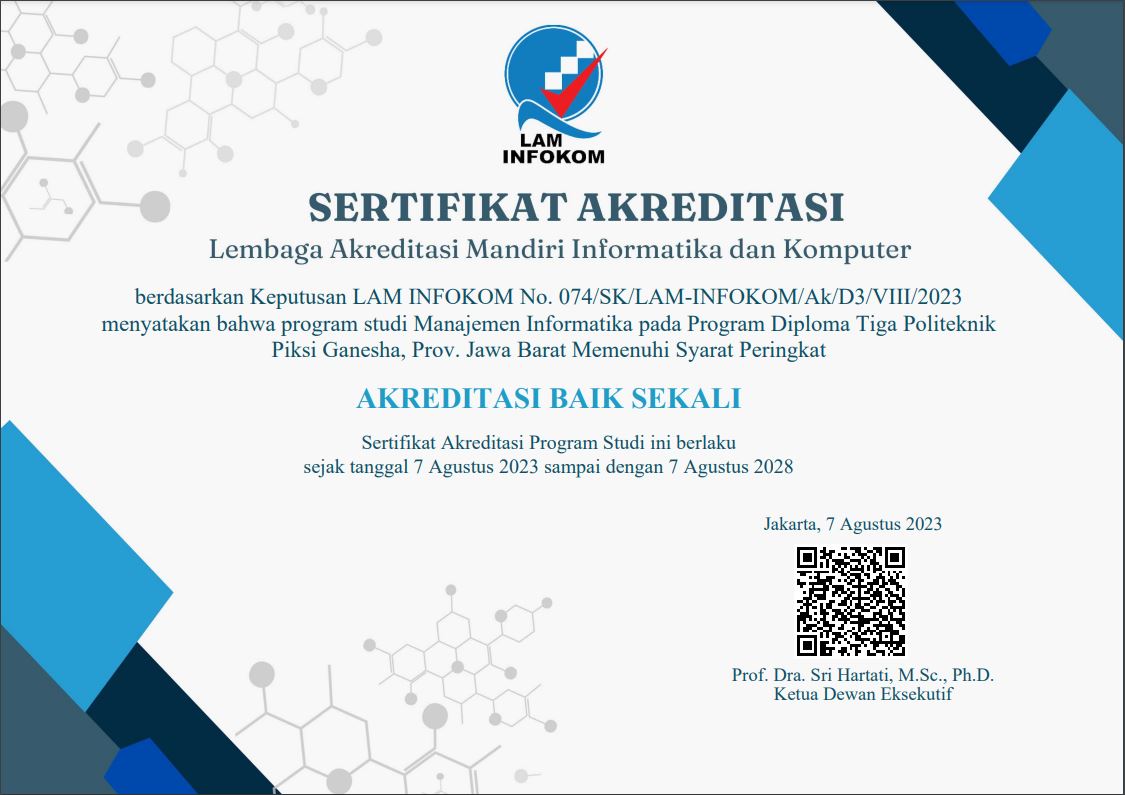 LAM
INFOKOM
SERTIFIKAT AKREDITASI
Lembaga Akreditasi Mandiri Informatika dan Komputer
berdasarkan Keputusan LAM INFOKOM No. 074/SK/LAM-INFOKOM/Ak/D3/VIII/2023
menyatakan bahwa program studi Manajemen Informatika pada Program Diploma Tiga Politeknik
Piksi Ganesha, Prov. Jawa Barat Memenuhi Syarat Peringkat
AKREDITASI BAIK SEKALI
Sertifikat Akreditasi Program Studi ini berlaku
sejak tanggal 7 Agustus 2023 sampai dengan 7 Agustus 2028
Jakarta, 7 Agustus 2023
Prof. Dra. Sri Hartati, M.Sc., Ph.D.
Ketua Dewan Eksekutif